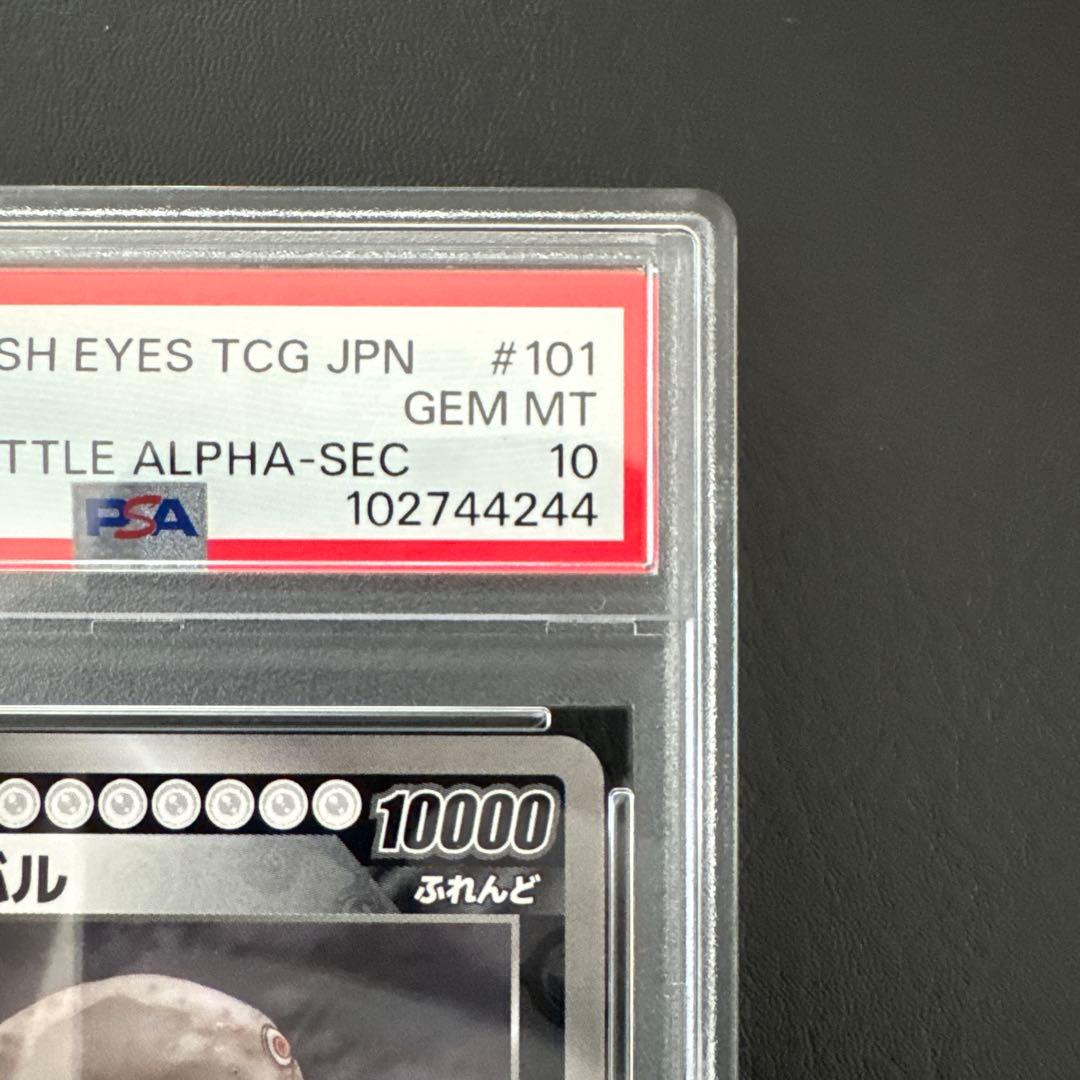 SH EYES TCG JPN #101
GEM MT
TTLE ALPHA-SEC 10
PSA 102744244
10000
ベル
ふれんど